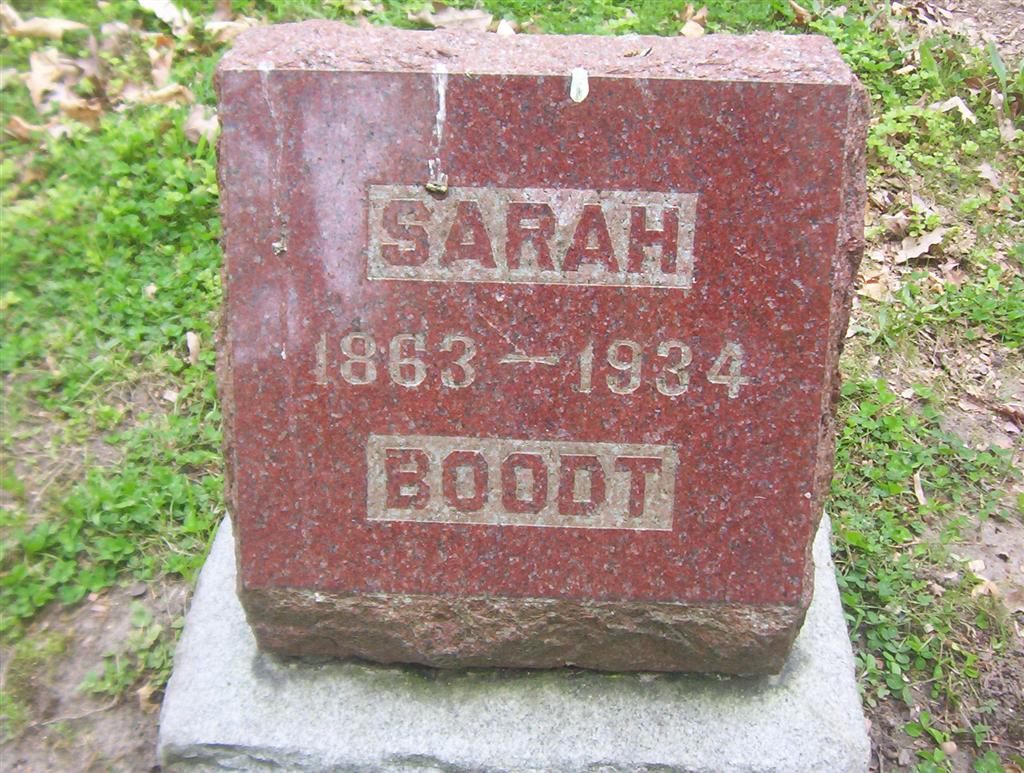 SARAH
1863 – 1934
BOODT